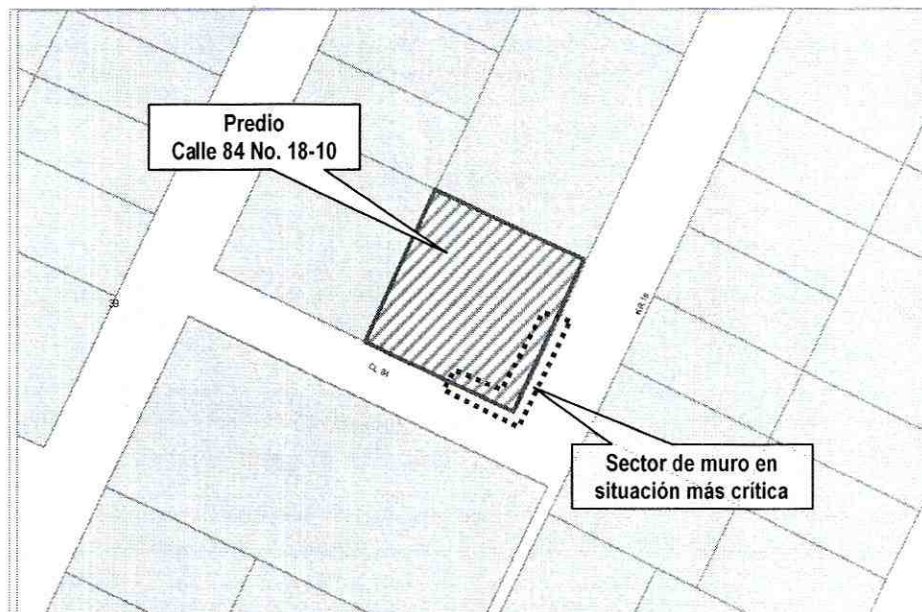 Predio
Calle 84 No. 18-10
CL 84
Sector de muro en
situación más crítica